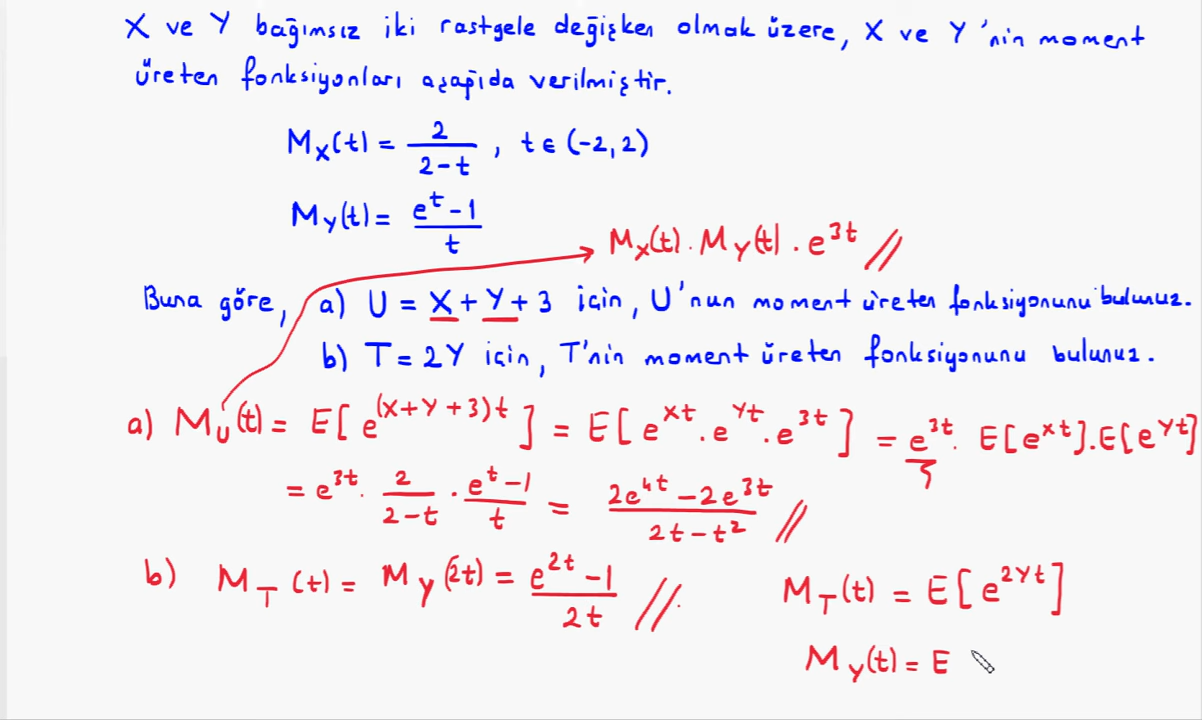 X ve Y bağımsız iki rastgele değişken olmak üzere, X ve Y'nin moment
üreten fonksiyonları aşağıda verilmiştir.
M_X(t) = 2/(2-t) , t ∈ (-2,2)
M_Y(t) = (e^t - 1)/t
M_X(t) . M_Y(t) . e^{3t} //
Buna göre, a) U = X + Y + 3 için, U'nun moment üreten fonksiyonunu bulunuz.
b) T = 2Y için, T'nin moment üreten fonksiyonunu bulunuz.
a) M_U(t) = E[e^{(X+Y+3)t}] = E[e^{Xt} . e^{Yt} . e^{3t}] = e^{3t} . E[e^{Xt}] . E[e^{Yt}]
= e^{3t} . 2/(2-t) . (e^t - 1)/t = (2e^{4t} - 2e^{3t})/(2t - t^2) //
b) M_T(t) = M_Y(2t) = (e^{2t} - 1)/(2t) // M_T(t) = E[e^{2Yt}]
M_Y(t) = E